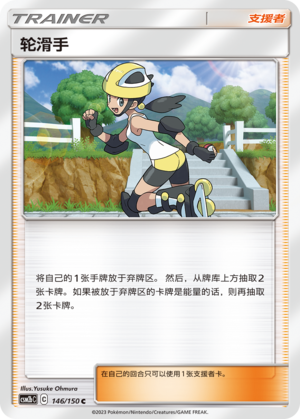 TRAINER 支援者
轮滑手
将自己的1张手牌放于弃牌区。然后，从牌库上方抽取2
张卡牌。如果被放于弃牌区的卡牌是能量的话，则再抽取
2张卡牌。
Illus.Yusuke Ohmura
CSM2b C C 146/150 C
在自己的回合只可以使用1张支援者卡。
©2023 Pokémon/Nintendo/Creatures/GAME FREAK.